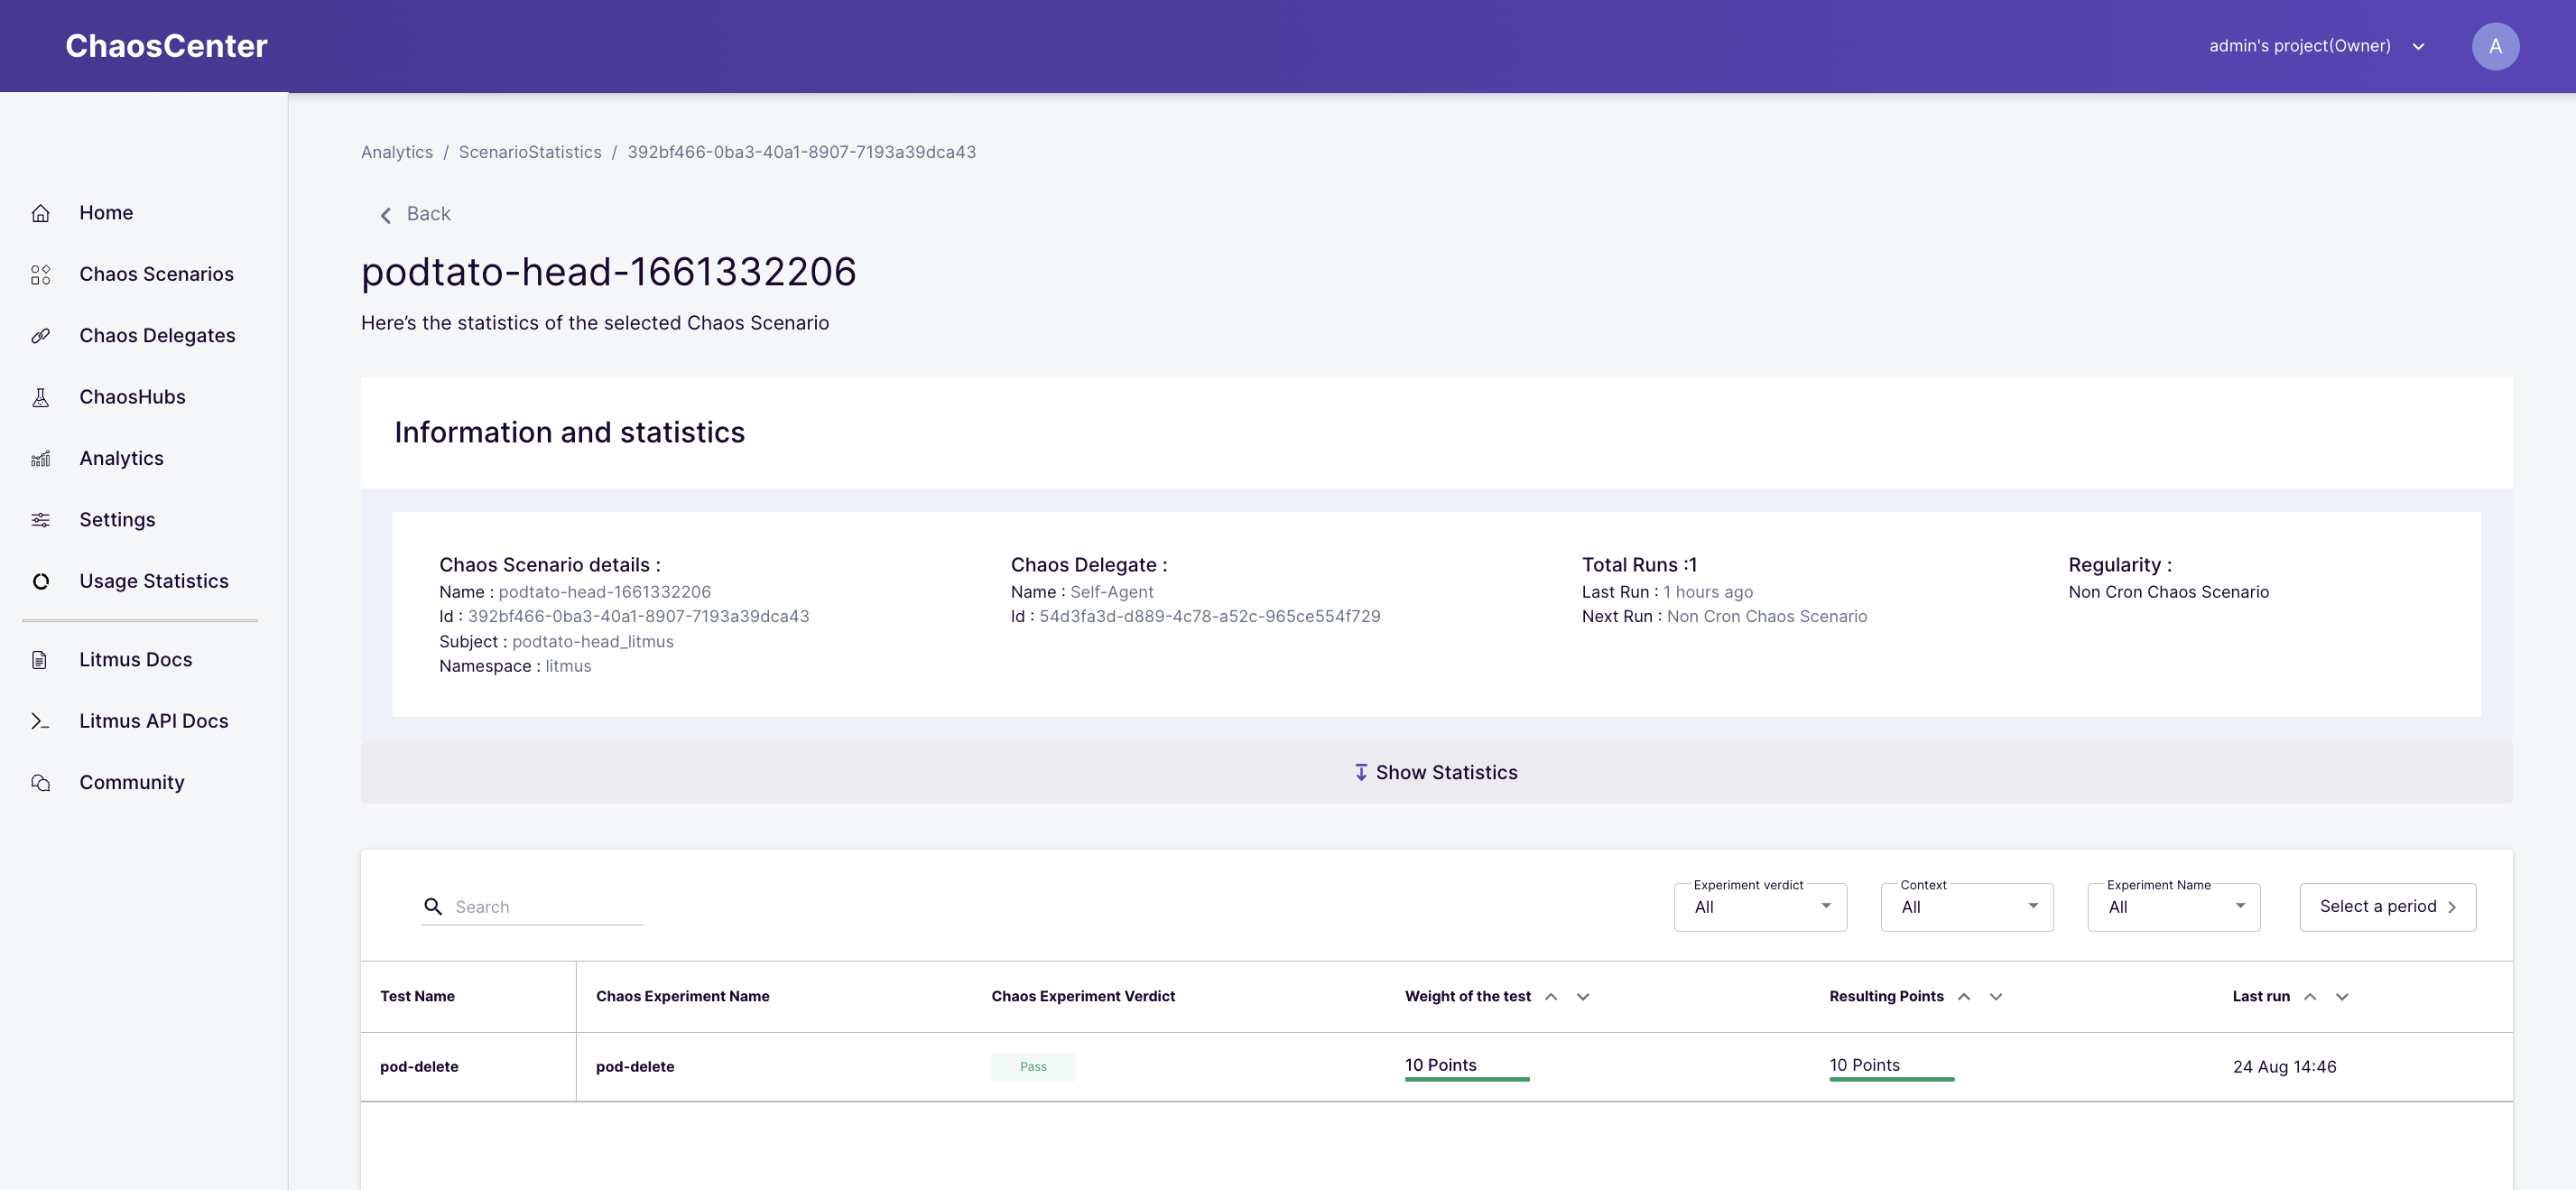 ChaosCenter
admin's project(Owner)
A
Home
Chaos Scenarios
Chaos Delegates
ChaosHubs
Analytics
Settings
Usage Statistics
Litmus Docs
Litmus API Docs
Community
Analytics / ScenarioStatistics / 392bf466-0ba3-40a1-8907-7193a39dca43
Back
podtato-head-1661332206
Here’s the statistics of the selected Chaos Scenario
Information and statistics
Chaos Scenario details :
Name : podtato-head-1661332206
Id : 392bf466-0ba3-40a1-8907-7193a39dca43
Subject : podtato-head_litmus
Namespace : litmus
Chaos Delegate :
Name : Self-Agent
Id : 54d3fa3d-d889-4c78-a52c-965ce554f729
Total Runs :1
Last Run : 1 hours ago
Next Run : Non Cron Chaos Scenario
Regularity :
Non Cron Chaos Scenario
Show Statistics
Search
Experiment verdict
All
Context
All
Experiment Name
All
Select a period
Test Name Chaos Experiment Name Chaos Experiment Verdict Weight of the test Resulting Points Last run
pod-delete pod-delete Pass 10 Points 10 Points 24 Aug 14:46